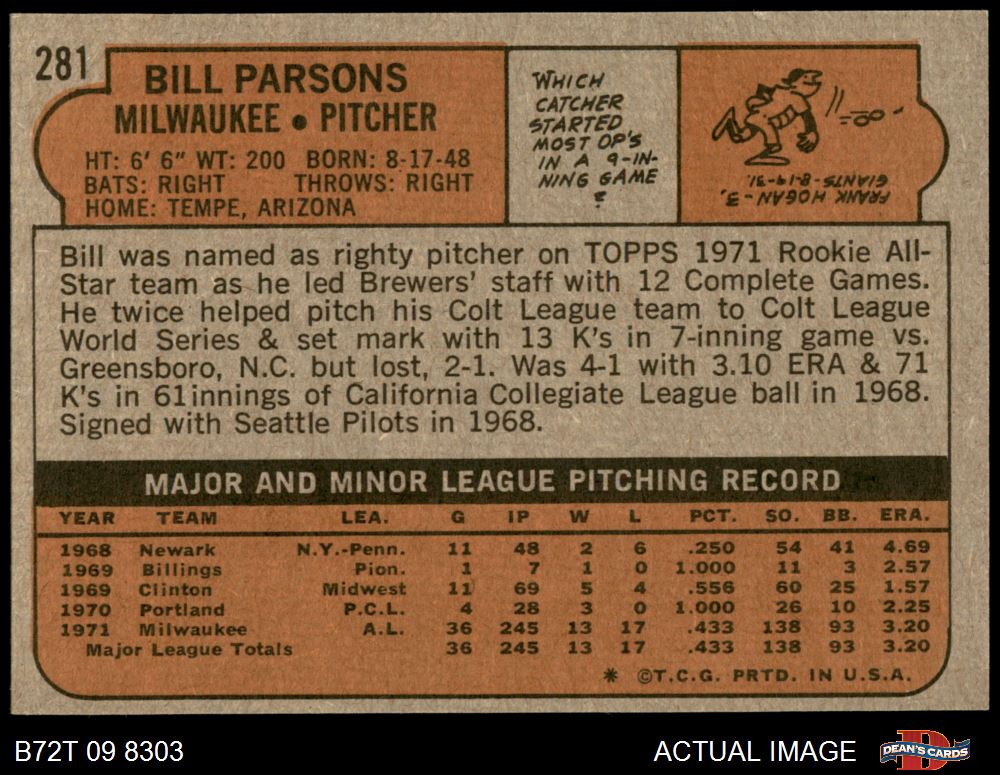 281
BILL PARSONS
MILWAUKEE • PITCHER
HT: 6' 6" WT: 200 BORN: 8-17-48
BATS: RIGHT THROWS: RIGHT
HOME: TEMPE, ARIZONA
WHICH
CATCHER
STARTED
MOST DP'S
IN A 9-IN-
NING GAME
?
FRANK HOGAN-3,
GIANTS-8-19-31.
Bill was named as righty pitcher on TOPPS 1971 Rookie All-
Star team as he led Brewers' staff with 12 Complete Games.
He twice helped pitch his Colt League team to Colt League
World Series & set mark with 13 K's in 7-inning game vs.
Greensboro, N.C. but lost, 2-1. Was 4-1 with 3.10 ERA & 71
K's in 61innings of California Collegiate League ball in 1968.
Signed with Seattle Pilots in 1968.
MAJOR AND MINOR LEAGUE PITCHING RECORD
YEAR TEAM LEA. G IP W L PCT. SO. BB. ERA.
1968 Newark N.Y.-Penn. 11 48 2 6 .250 54 41 4.69
1969 Billings Pion. 1 7 1 0 1.000 11 3 2.57
1969 Clinton Midwest 11 69 5 4 .556 60 25 1.57
1970 Portland P.C.L. 4 28 3 0 1.000 26 10 2.25
1971 Milwaukee A.L. 36 245 13 17 .433 138 93 3.20
Major League Totals 36 245 13 17 .433 138 93 3.20
* ©T.C.G. PRTD. IN U.S.A.
B72T 09 8303
ACTUAL IMAGE
DEAN'S CARDS